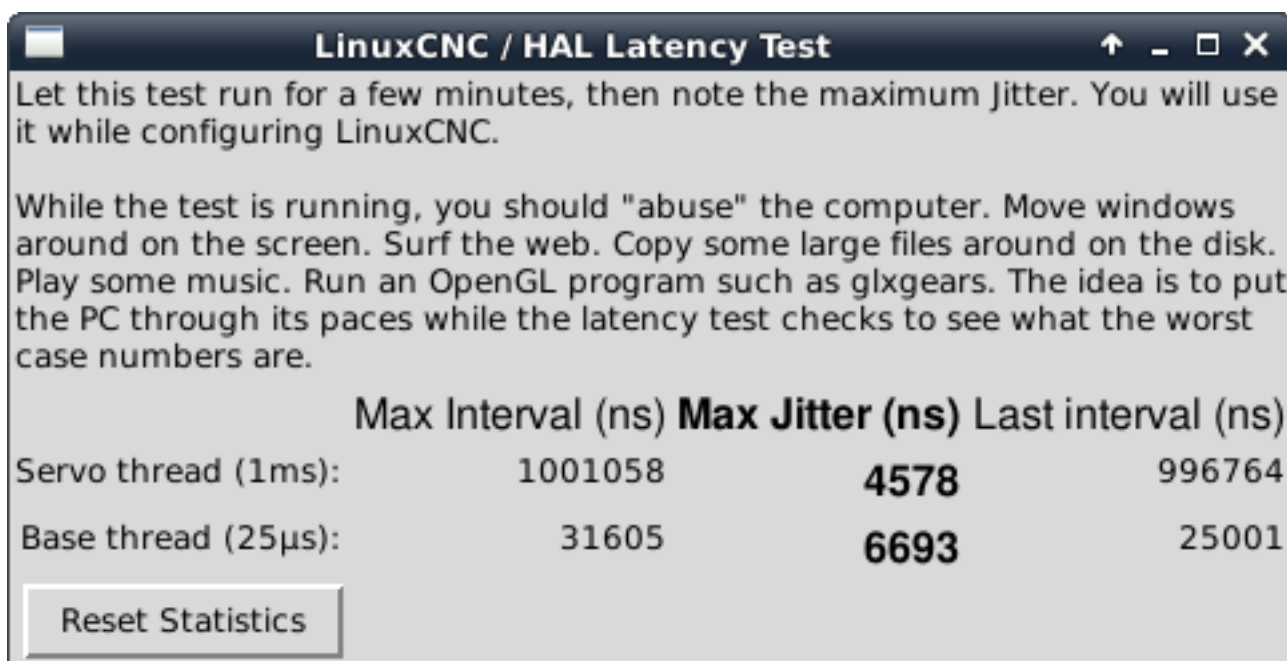 LinuxCNC / HAL Latency Test
Let this test run for a few minutes, then note the maximum Jitter. You will use
it while configuring LinuxCNC.
While the test is running, you should "abuse" the computer. Move windows
around on the screen. Surf the web. Copy some large files around on the disk.
Play some music. Run an OpenGL program such as glxgears. The idea is to put
the PC through its paces while the latency test checks to see what the worst
case numbers are.
Max Interval (ns) Max Jitter (ns) Last interval (ns)
Servo thread (1ms): 1001058 4578 996764
Base thread (25µs): 31605 6693 25001
Reset Statistics